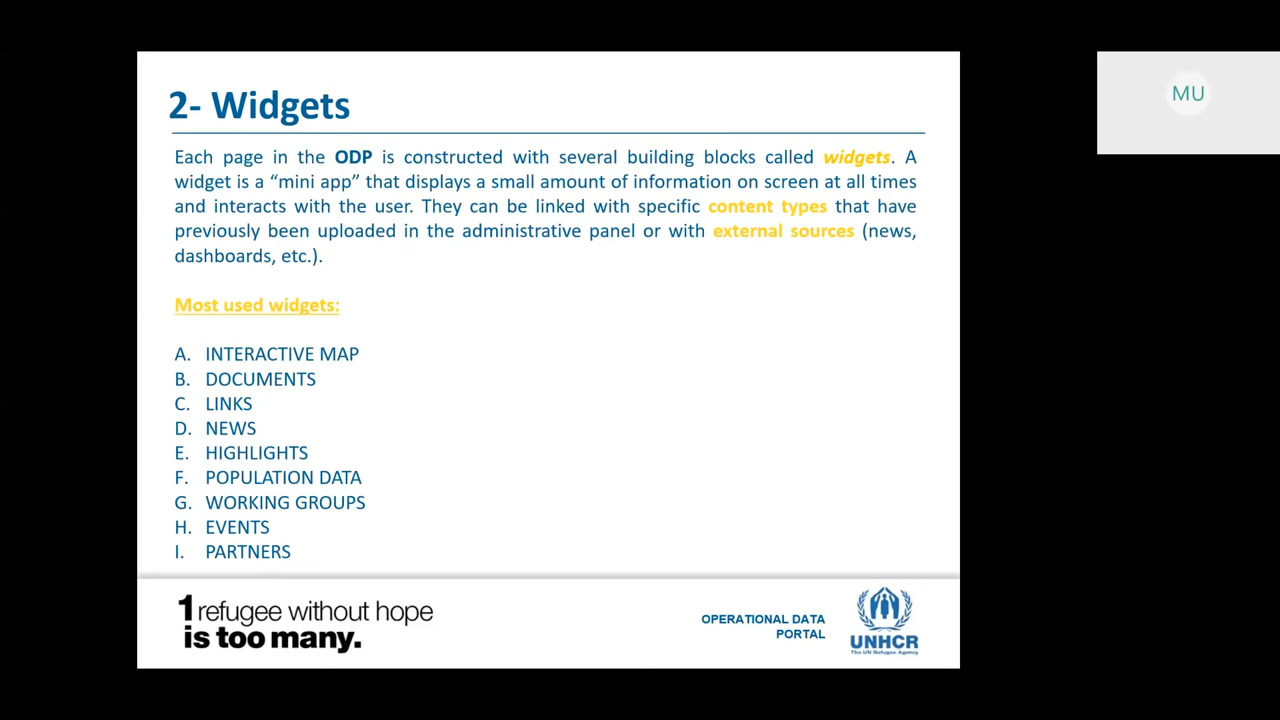 2- Widgets
Each page in the ODP is constructed with several building blocks called widgets. A
widget is a “mini app” that displays a small amount of information on screen at all times
and interacts with the user. They can be linked with specific content types that have
previously been uploaded in the administrative panel or with external sources (news,
dashboards, etc.).
Most used widgets:
A. INTERACTIVE MAP
B. DOCUMENTS
C. LINKS
D. NEWS
E. HIGHLIGHTS
F. POPULATION DATA
G. WORKING GROUPS
H. EVENTS
I. PARTNERS
1 refugee without hope
is too many.
OPERATIONAL DATA
PORTAL
UNHCR
The UN Refugee Agency
MU